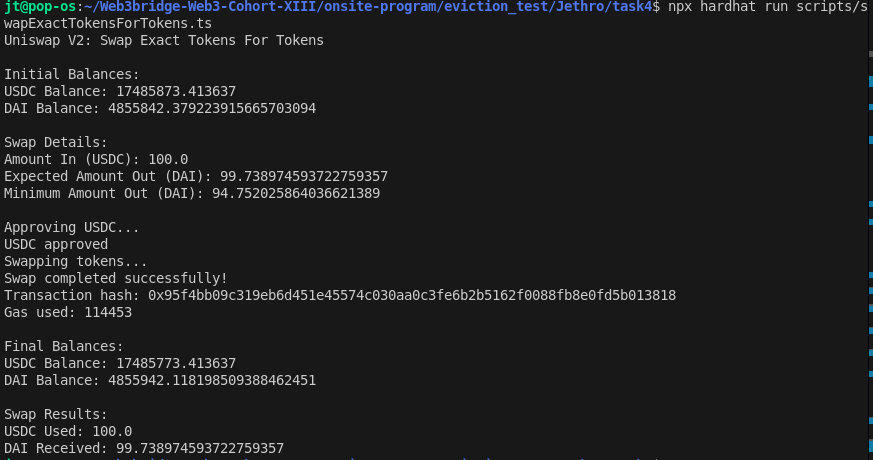 jt@pop-os:~/Web3bridge-Web3-Cohort-XIII/onsite-program/eviction_test/Jethro/task4$ npx hardhat run scripts/s
wapExactTokensForTokens.ts
Uniswap V2: Swap Exact Tokens For Tokens
Initial Balances:
USDC Balance: 17485873.413637
DAI Balance: 4855842.379223915665703094
Swap Details:
Amount In (USDC): 100.0
Expected Amount Out (DAI): 99.738974593722759357
Minimum Amount Out (DAI): 94.752025864036621389
Approving USDC...
USDC approved
Swapping tokens...
Swap completed successfully!
Transaction hash: 0x95f4bb09c319eb6d451e45574c030aa0c3fe6b2b5162f0088fb8e0fd5b013818
Gas used: 114453
Final Balances:
USDC Balance: 17485773.413637
DAI Balance: 4855942.118198509388462451
Swap Results:
USDC Used: 100.0
DAI Received: 99.738974593722759357